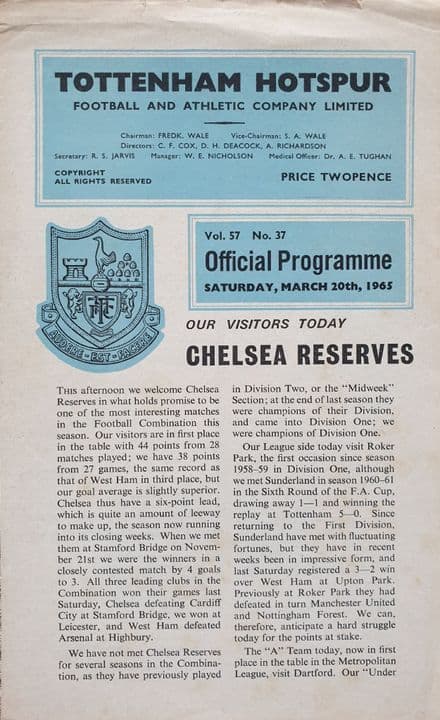 TOTTENHAM HOTSPUR
FOOTBALL AND ATHLETIC COMPANY LIMITED
Chairman: FREDK. WALE Vice-Chairman: S. A. WALE
Directors: C. F. COX, D. H. DEACOCK, A. RICHARDSON
Secretary: R. S. JARVIS Manager: W. E. NICHOLSON Medical Officer: Dr. A. E. TUGHAN
COPYRIGHT
ALL RIGHTS RESERVED
PRICE TWOPENCE
Vol. 57 No. 37
Official Programme
SATURDAY, MARCH 20th, 1965
AUDERE · EST · FACERE
OUR VISITORS TODAY
CHELSEA RESERVES
THIS afternoon we welcome Chelsea
Reserves in what holds promise to be
one of the most interesting matches
in the Football Combination this
season. Our visitors are in first place
in the table with 44 points from 28
matches played; we have 38 points
from 27 games, the same record as
that of West Ham in third place, but
our goal average is slightly superior.
Chelsea thus have a six-point lead,
which is quite an amount of leeway
to make up, the season now running
into its closing weeks. When we met
them at Stamford Bridge on Novem-
ber 21st we were the winners in a
closely contested match by 4 goals
to 3. All three leading clubs in the
Combination won their games last
Saturday, Chelsea defeating Cardiff
City at Stamford Bridge, we won at
Leicester, and West Ham defeated
Arsenal at Highbury.
We have not met Chelsea Reserves
for several seasons in the Combina-
tion, as they have previously played
in Division Two, or the "Midweek"
Section; at the end of last season they
were champions of their Division,
and came into Division One; we
were champions of Division One.
Our League side today visit Roker
Park, the first occasion since season
1958-59 in Division One, although
we met Sunderland in season 1960-61
in the Sixth Round of the F.A. Cup,
drawing away 1—1 and winning the
replay at Tottenham 5—0. Since
returning to the First Division,
Sunderland have met with fluctuating
fortunes, but they have in recent
weeks been in impressive form, and
last Saturday registered a 3—2 win
over West Ham at Upton Park.
Previously at Roker Park they had
defeated in turn Manchester United
and Nottingham Forest. We can,
therefore, anticipate a hard struggle
today for the points at stake.
The "A" Team today, now in first
place in the table in the Metropolitan
League, visit Dartford. Our "Under